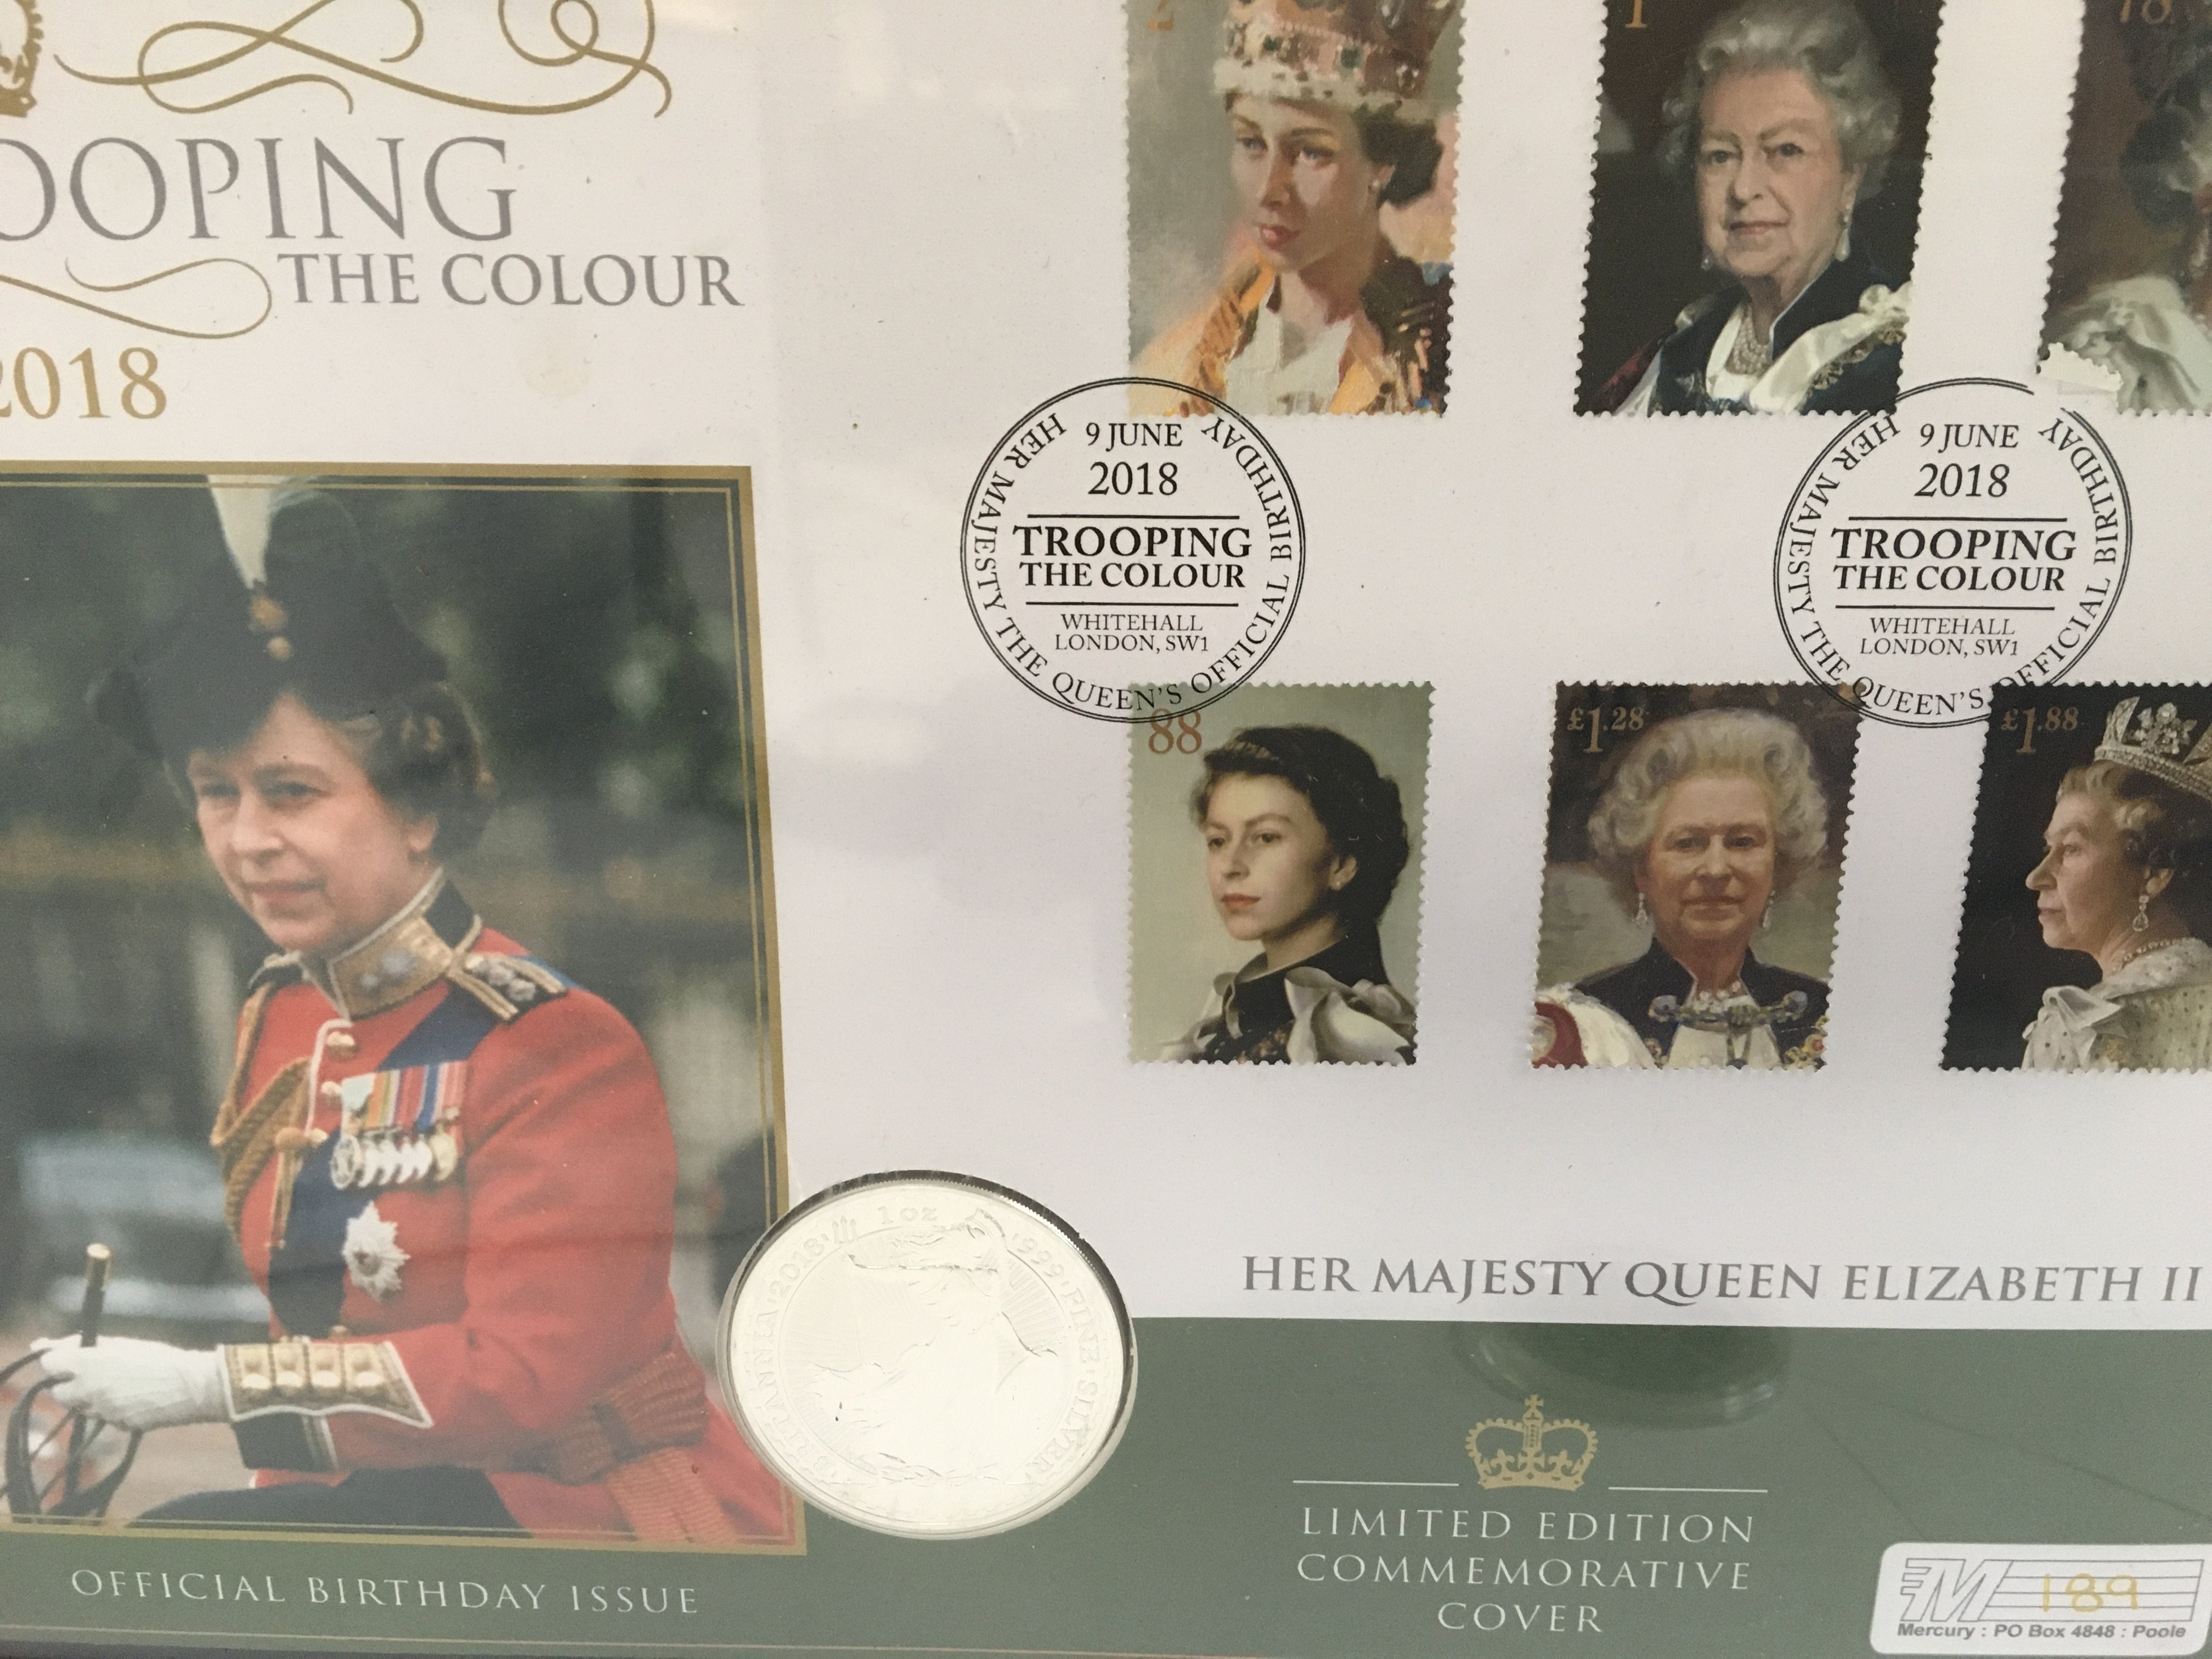 OOPING
THE COLOUR
2018
2
1
78
HER MAJESTY THE QUEEN'S OFFICIAL BIRTHDAY
9 JUNE
2018
TROOPING
THE COLOUR
WHITEHALL
LONDON, SW1
HER MAJESTY THE QUEEN'S OFFICIAL BIRTHDAY
9 JUNE
2018
TROOPING
THE COLOUR
WHITEHALL
LONDON, SW1
88
£1.28
£1.88
BRITANNIA · 2018 · 1 OZ · 999 · FINE · SILVER
HER MAJESTY QUEEN ELIZABETH II
LIMITED EDITION
COMMEMORATIVE
COVER
OFFICIAL BIRTHDAY ISSUE
M 189
Mercury : PO Box 4848 : Poole